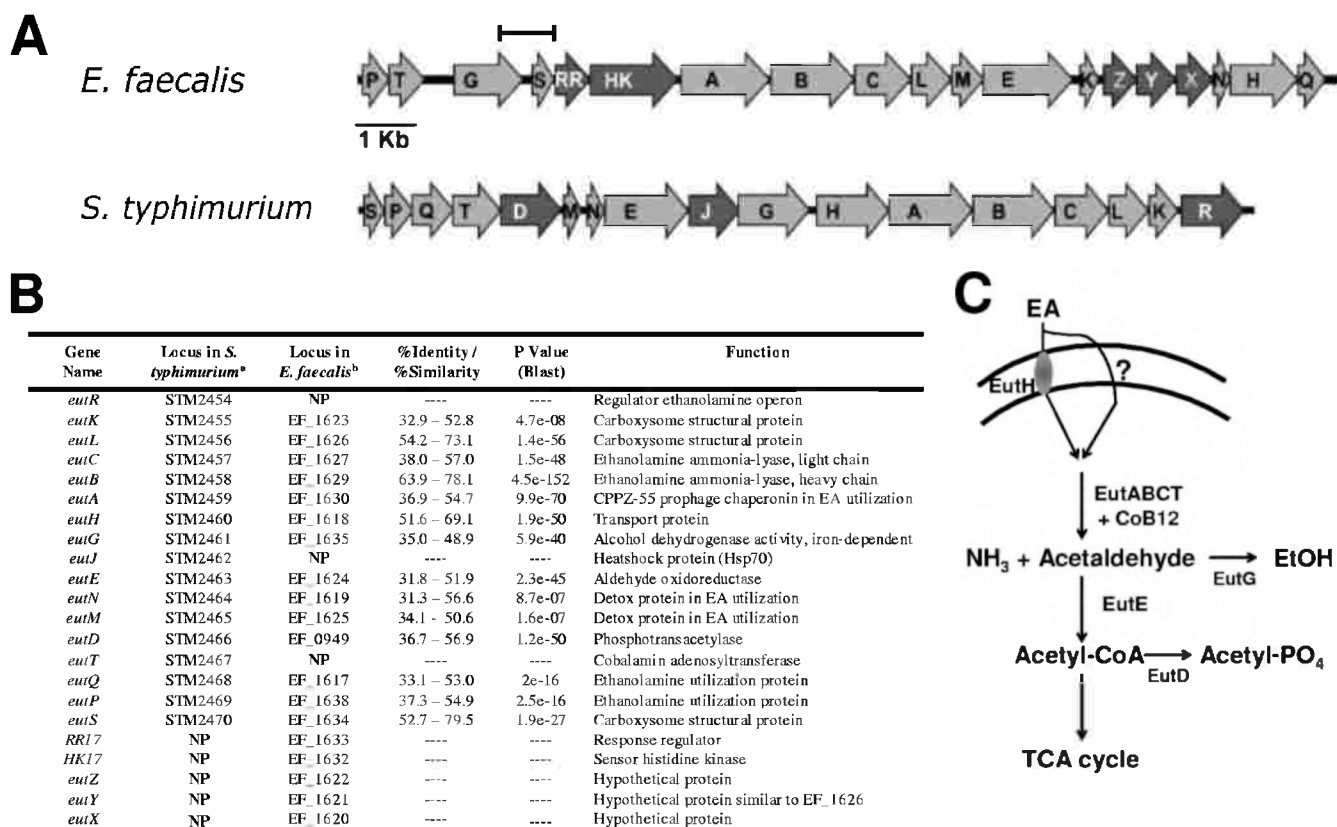 A
E. faecalis
P T G S RR HK A B C L M E K Z Y X N H Q
1 Kb
S. typhimurium
S P Q T D M N E J G H A B C L K R
B
Gene Name Locus in S. typhimuriumª Locus in E. faecalisᵇ %Identity / %Similarity P Value (Blast) Function
eutR STM2454 NP ---- ---- Regulator ethanolamine operon
eutK STM2455 EF_1623 32.9 – 52.8 4.7e-08 Carboxysome structural protein
eutL STM2456 EF_1626 54.2 – 73.1 1.4e-56 Carboxysome structural protein
eutC STM2457 EF_1627 38.0 – 57.0 1.5e-48 Ethanolamine ammonia-lyase, light chain
eutB STM2458 EF_1629 63.9 – 78.1 4.5e-152 Ethanolamine ammonia-lyase, heavy chain
eutA STM2459 EF_1630 36.9 – 54.7 9.9e-70 CPPZ-55 prophage chaperonin in EA utilization
eutH STM2460 EF_1618 51.6 – 69.1 1.9e-50 Transport protein
eutG STM2461 EF_1635 35.0 – 48.9 5.9e-40 Alcohol dehydrogenase activity, iron-dependent
eutJ STM2462 NP ---- ---- Heatshock protein (Hsp70)
eutE STM2463 EF_1624 31.8 – 51.9 2.3e-45 Aldehyde oxidoreductase
eutN STM2464 EF_1619 31.3 – 56.6 8.7e-07 Detox protein in EA utilization
eutM STM2465 EF_1625 34.1 - 50.6 1.6e-07 Detox protein in EA utilization
eutD STM2466 EF_0949 36.7 – 56.9 1.2e-50 Phosphotransacetylase
eutT STM2467 NP ---- ---- Cobalamin adenosyltransferase
eutQ STM2468 EF_1617 33.1 – 53.0 2e-16 Ethanolamine utilization protein
eutP STM2469 EF_1638 37.3 – 54.9 2.5e-16 Ethanolamine utilization protein
eutS STM2470 EF_1634 52.7 – 79.5 1.9e-27 Carboxysome structural protein
RR17 NP EF_1633 ---- ---- Response regulator
HK17 NP EF_1632 ---- ---- Sensor histidine kinase
eutZ NP EF_1622 ---- ---- Hypothetical protein
eutY NP EF_1621 ---- ---- Hypothetical protein similar to EF_1626
eutX NP EF_1620 ---- ---- Hypothetical protein
C
EA
EutH
?
EutABCT
+ CoB12
NH₃ + Acetaldehyde EtOH
EutG
EutE
Acetyl-CoA Acetyl-PO₄
EutD
TCA cycle